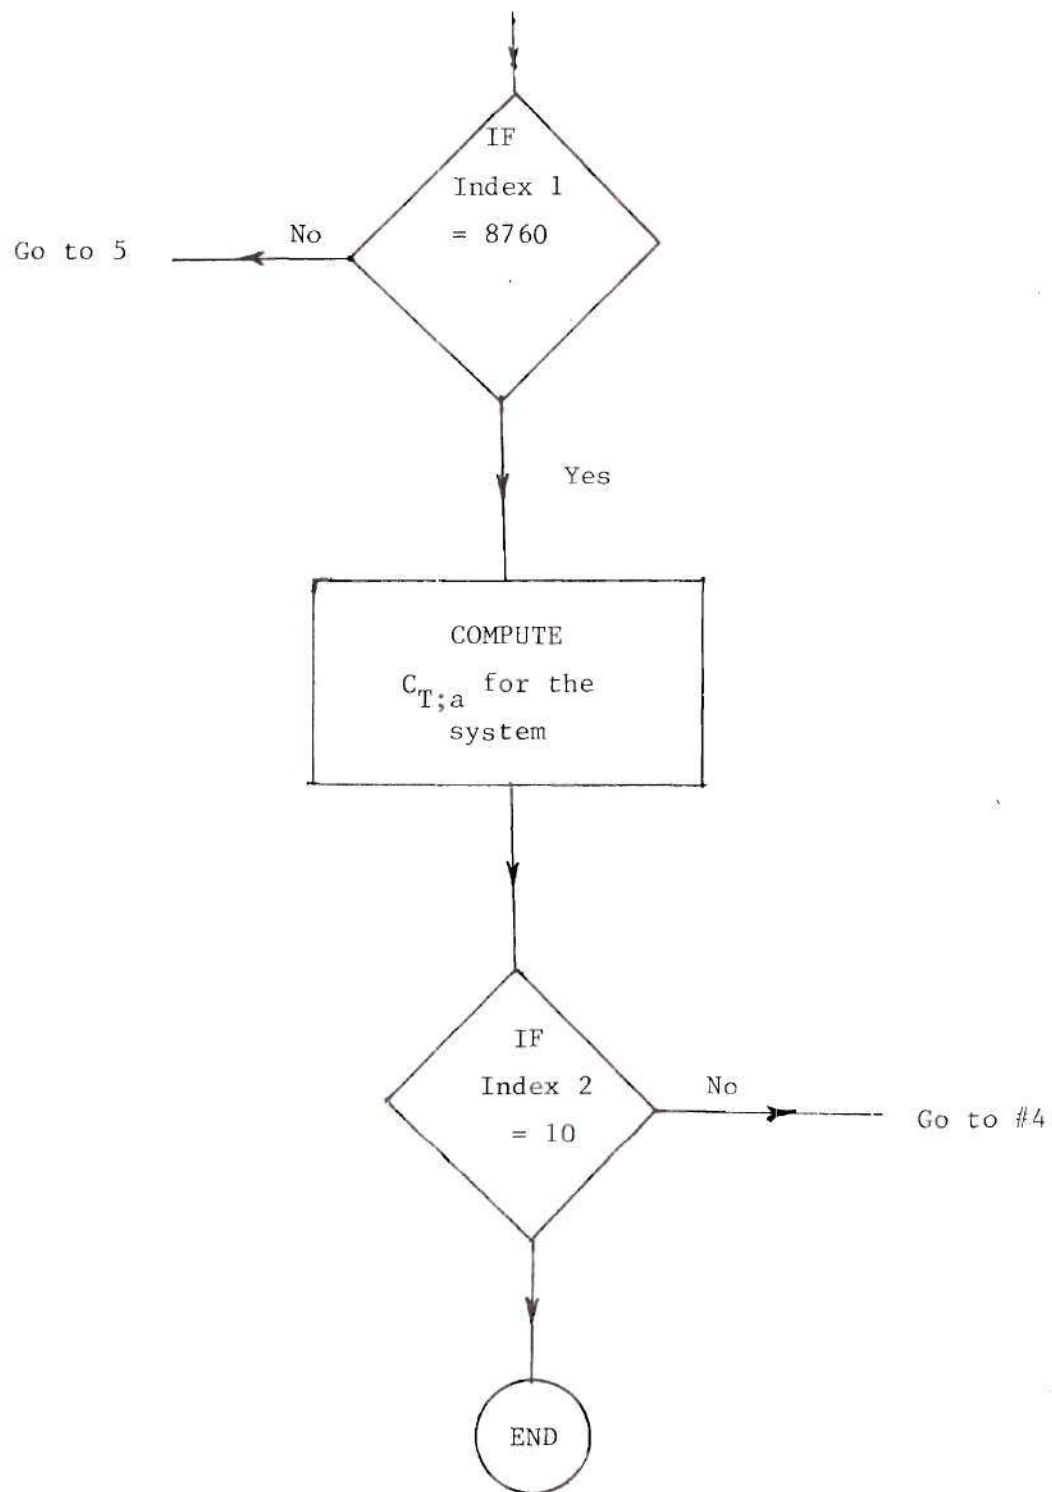 IF
Index 1
= 8760
No
Go to 5
Yes
COMPUTE
C_T;a for the
system
IF
Index 2
= 10
No
Go to #4
END